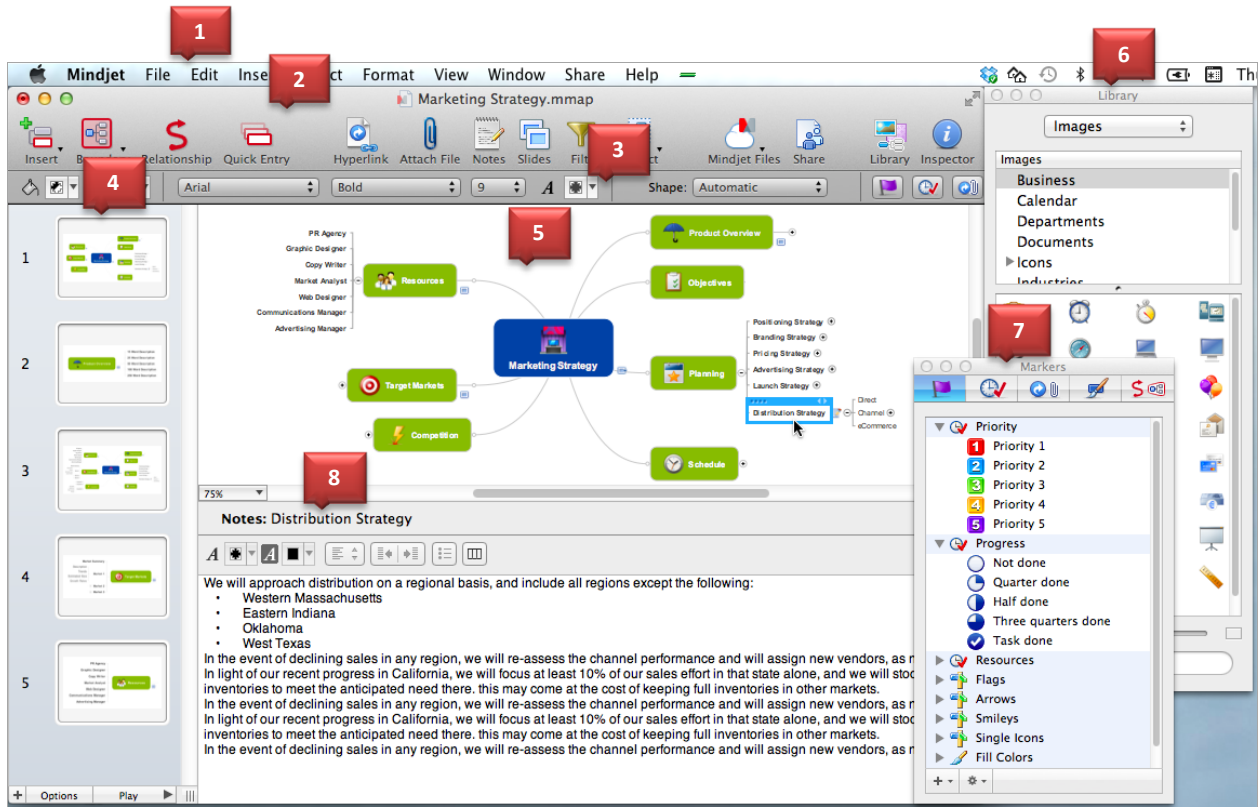 1
6
2
Mindjet File Edit Inse ct Format View Window Share Help
Th
Marketing Strategy.mmap
Library
Images
Insert
Relationship
Quick Entry
Hyperlink
Attach File
Notes
Slides
Filt
3
Mindjet Files
Share
Library
Inspector
Images
4
Arial
Bold
9
A
Shape: Automatic
Business
Calendar
Departments
Documents
Icons
Industries
1
2
3
4
5
5
PR Agency
Graphic Designer
Copy Writer
Market Analyst
Web Designer
Communications Manager
Advertising Manager
Resources
Target Markets
Competition
Marketing Strategy
Product Overview
Objectives
Planning
Positioning Strategy
Branding Strategy
Pricing Strategy
Advertising Strategy
Launch Strategy
Distribution Strategy
Direct
Channel
eCommerce
Schedule
75%
8
Notes: Distribution Strategy
A
A
We will approach distribution on a regional basis, and include all regions except the following:
• Western Massachusetts
• Eastern Indiana
• Oklahoma
• West Texas
In the event of declining sales in any region, we will re-assess the channel performance and will assign new vendors, as
In light of our recent progress in California, we will focus at least 10% of our sales effort in that state alone, and we will
inventories to meet the anticipated need there. this may come at the cost of keeping full inventories in other markets.
In the event of declining sales in any region, we will re-assess the channel performance and will assign new vendors, as
In light of our recent progress in California, we will focus at least 10% of our sales effort in that state alone, and we will
inventories to meet the anticipated need there. this may come at the cost of keeping full inventories in other markets.
In the event of declining sales in any region, we will re-assess the channel performance and will assign new vendors, as
7
Markers
Priority
1 Priority 1
2 Priority 2
3 Priority 3
4 Priority 4
5 Priority 5
Progress
Not done
Quarter done
Half done
Three quarters done
Task done
Resources
Flags
Arrows
Smileys
Single Icons
Fill Colors
+ Options Play